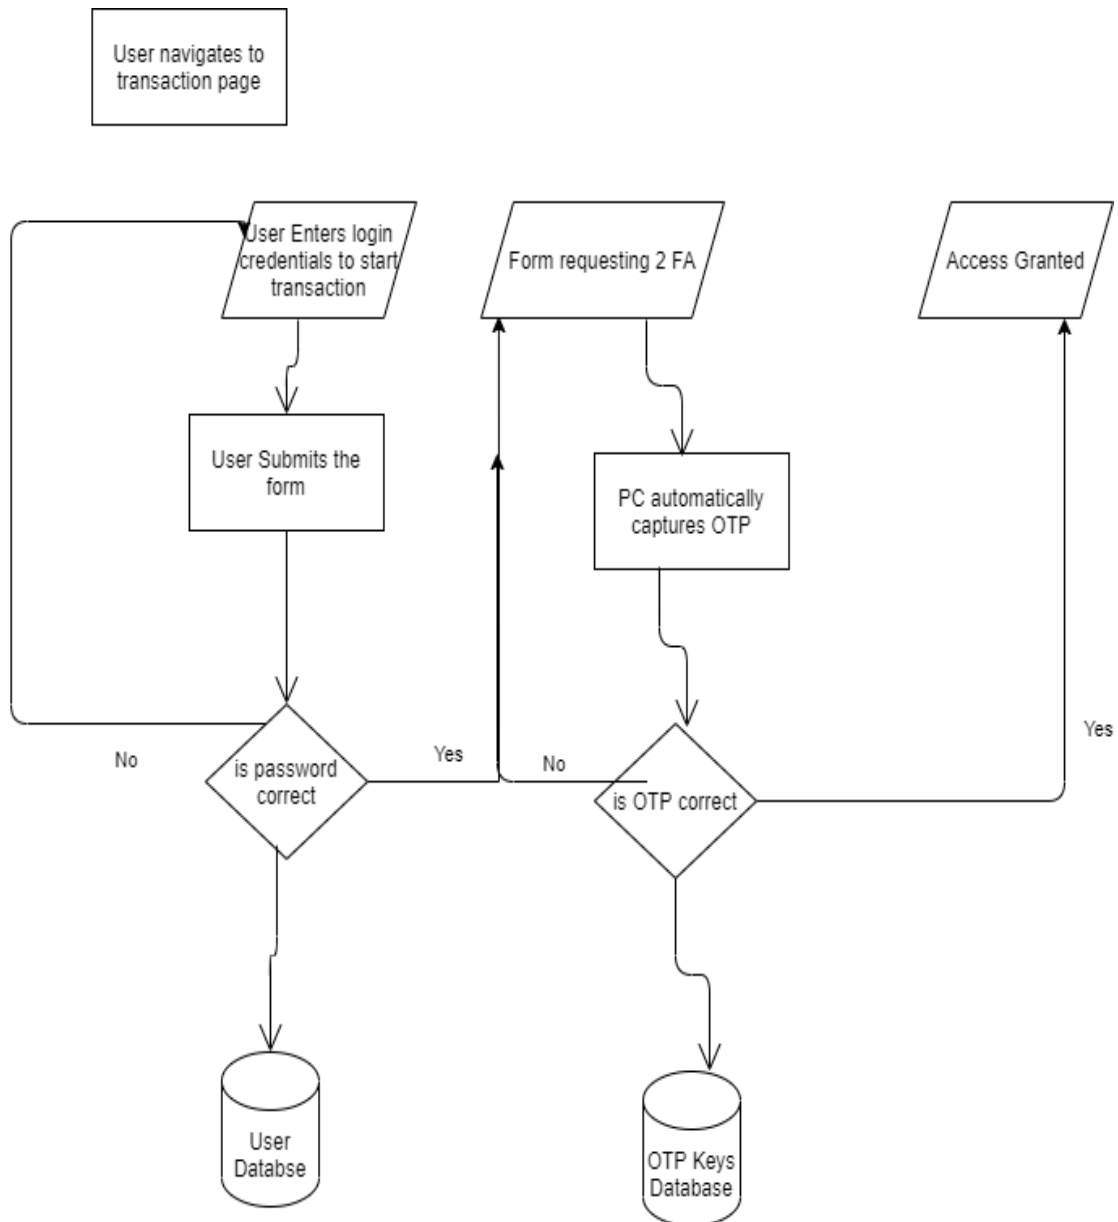 User navigates to
transaction page
User Enters login
credentials to start
transaction
Form requesting 2 FA
Access Granted
User Submits the
form
PC automatically
captures OTP
No
is password
correct
Yes
No
is OTP correct
Yes
User
Databse
OTP Keys
Database